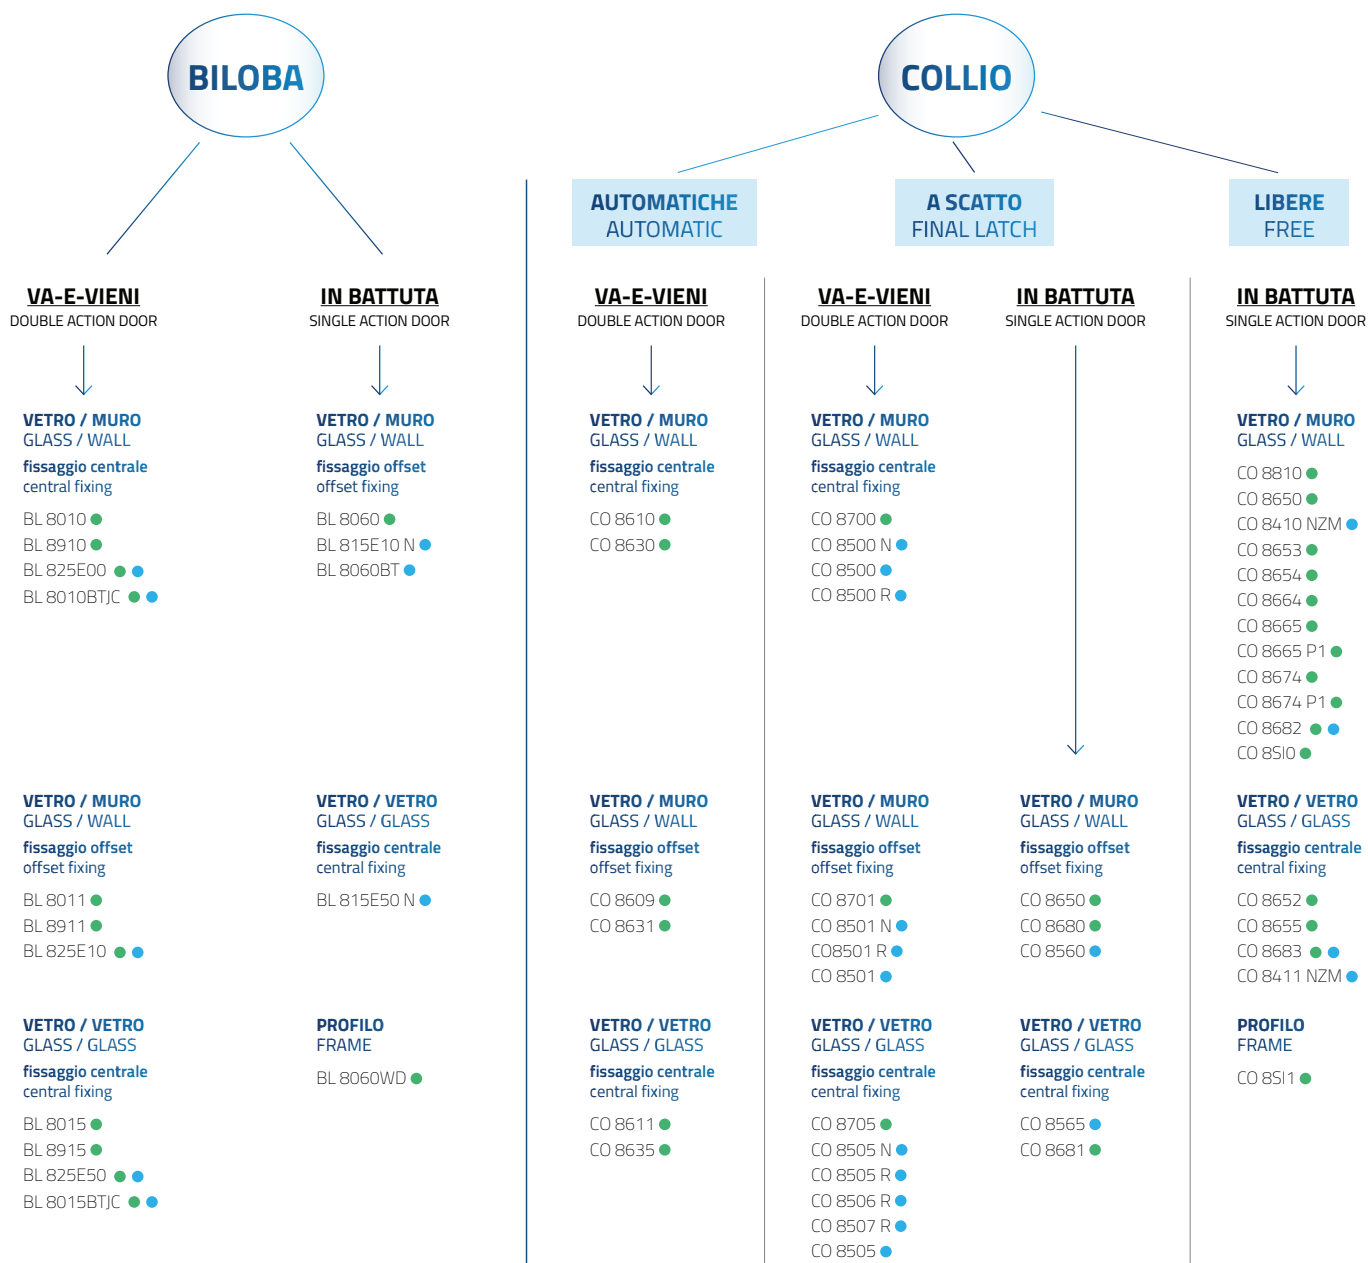 BILOBA
COLLIO
AUTOMATICHE
AUTOMATIC
A SCATTO
FINAL LATCH
LIBERE
FREE
VA-E-VIENI
DOUBLE ACTION DOOR
VETRO / MURO
GLASS / WALL
fissaggio centrale
central fixing
BL 8010
BL 8910
BL 825E00
BL 8010BTJC
VETRO / MURO
GLASS / WALL
fissaggio offset
offset fixing
BL 8011
BL 8911
BL 825E10
VETRO / VETRO
GLASS / GLASS
fissaggio centrale
central fixing
BL 8015
BL 8915
BL 825E50
BL 8015BTJC
IN BATTUTA
SINGLE ACTION DOOR
VETRO / MURO
GLASS / WALL
fissaggio offset
offset fixing
BL 8060
BL 815E10 N
BL 8060BT
VETRO / VETRO
GLASS / GLASS
fissaggio centrale
central fixing
BL 815E50 N
PROFILO
FRAME
BL 8060WD
VA-E-VIENI
DOUBLE ACTION DOOR
VETRO / MURO
GLASS / WALL
fissaggio centrale
central fixing
CO 8610
CO 8630
VETRO / MURO
GLASS / WALL
fissaggio offset
offset fixing
CO 8609
CO 8631
VETRO / VETRO
GLASS / GLASS
fissaggio centrale
central fixing
CO 8611
CO 8635
VA-E-VIENI
DOUBLE ACTION DOOR
VETRO / MURO
GLASS / WALL
fissaggio centrale
central fixing
CO 8700
CO 8500 N
CO 8500
CO 8500 R
VETRO / MURO
GLASS / WALL
fissaggio offset
offset fixing
CO 8701
CO 8501 N
CO8501 R
CO 8501
VETRO / VETRO
GLASS / GLASS
fissaggio centrale
central fixing
CO 8705
CO 8505 N
CO 8505 R
CO 8506 R
CO 8507 R
CO 8505
IN BATTUTA
SINGLE ACTION DOOR
VETRO / MURO
GLASS / WALL
fissaggio offset
offset fixing
CO 8650
CO 8680
CO 8560
VETRO / VETRO
GLASS / GLASS
fissaggio centrale
central fixing
CO 8565
CO 8681
IN BATTUTA
SINGLE ACTION DOOR
VETRO / MURO
GLASS / WALL
CO 8810
CO 8650
CO 8410 NZM
CO 8653
CO 8654
CO 8664
CO 8665
CO 8665 P1
CO 8674
CO 8674 P1
CO 8682
CO 8SI0
VETRO / VETRO
GLASS / GLASS
fissaggio centrale
central fixing
CO 8652
CO 8655
CO 8683
CO 8411 NZM
PROFILO
FRAME
CO 8SI1